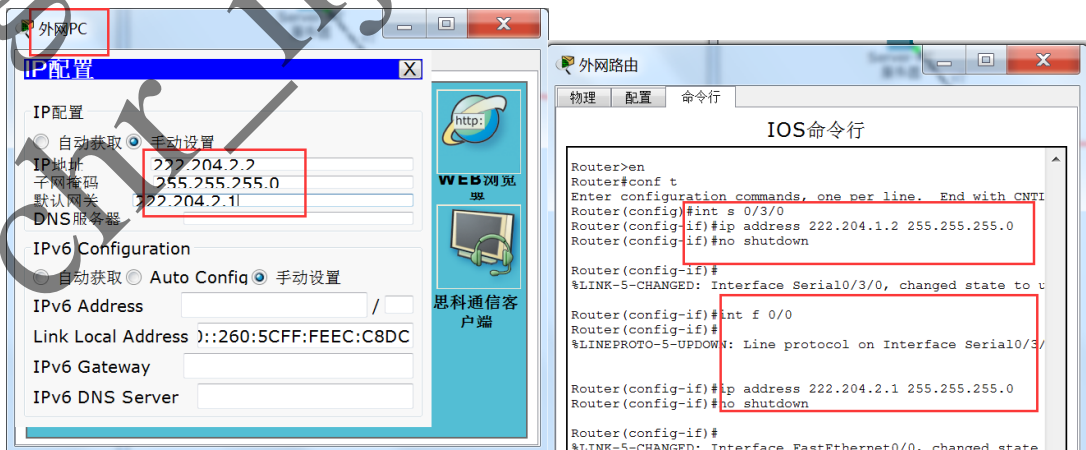 外网PC
IP配置 X
IP配置
自动获取 手动设置
IP地址 222.204.2.2
子网掩码 255.255.255.0
默认网关 222.204.2.1
DNS服务器
IPv6 Configuration
自动获取 Auto Config 手动设置
IPv6 Address /
Link Local Address ::260:5CFF:FEEC:C8DC
IPv6 Gateway
IPv6 DNS Server
http:
WEB浏览
思科通信客
户端
外网路由
物理 配置 命令行
IOS命令行
Router>en
Router#conf t
Enter configuration commands, one per line. End with CNTL
Router(config)#int s 0/3/0
Router(config-if)#ip address 222.204.1.2 255.255.255.0
Router(config-if)#no shutdown
Router(config-if)#
%LINK-5-CHANGED: Interface Serial0/3/0, changed state to u
Router(config-if)#int f 0/0
Router(config-if)#
%LINEPROTO-5-UPDOWN: Line protocol on Interface Serial0/3/
Router(config-if)#ip address 222.204.2.1 255.255.255.0
Router(config-if)#no shutdown
Router(config-if)#
%LINK-5-CHANGED: Interface FastEthernet0/0, changed state